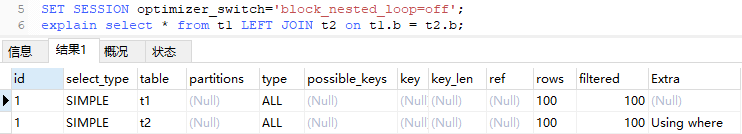 5 SET SESSION optimizer_switch='block_nested_loop=off';
6 explain select * from t1 LEFT JOIN t2 on t1.b = t2.b;
信息 结果1 概况 状态
id select_type table partitions type possible_keys key key_len ref rows filtered Extra
1 SIMPLE t1 (Null) ALL (Null) (Null) (Null) (Null) 100 100 (Null)
1 SIMPLE t2 (Null) ALL (Null) (Null) (Null) (Null) 100 100 Using where